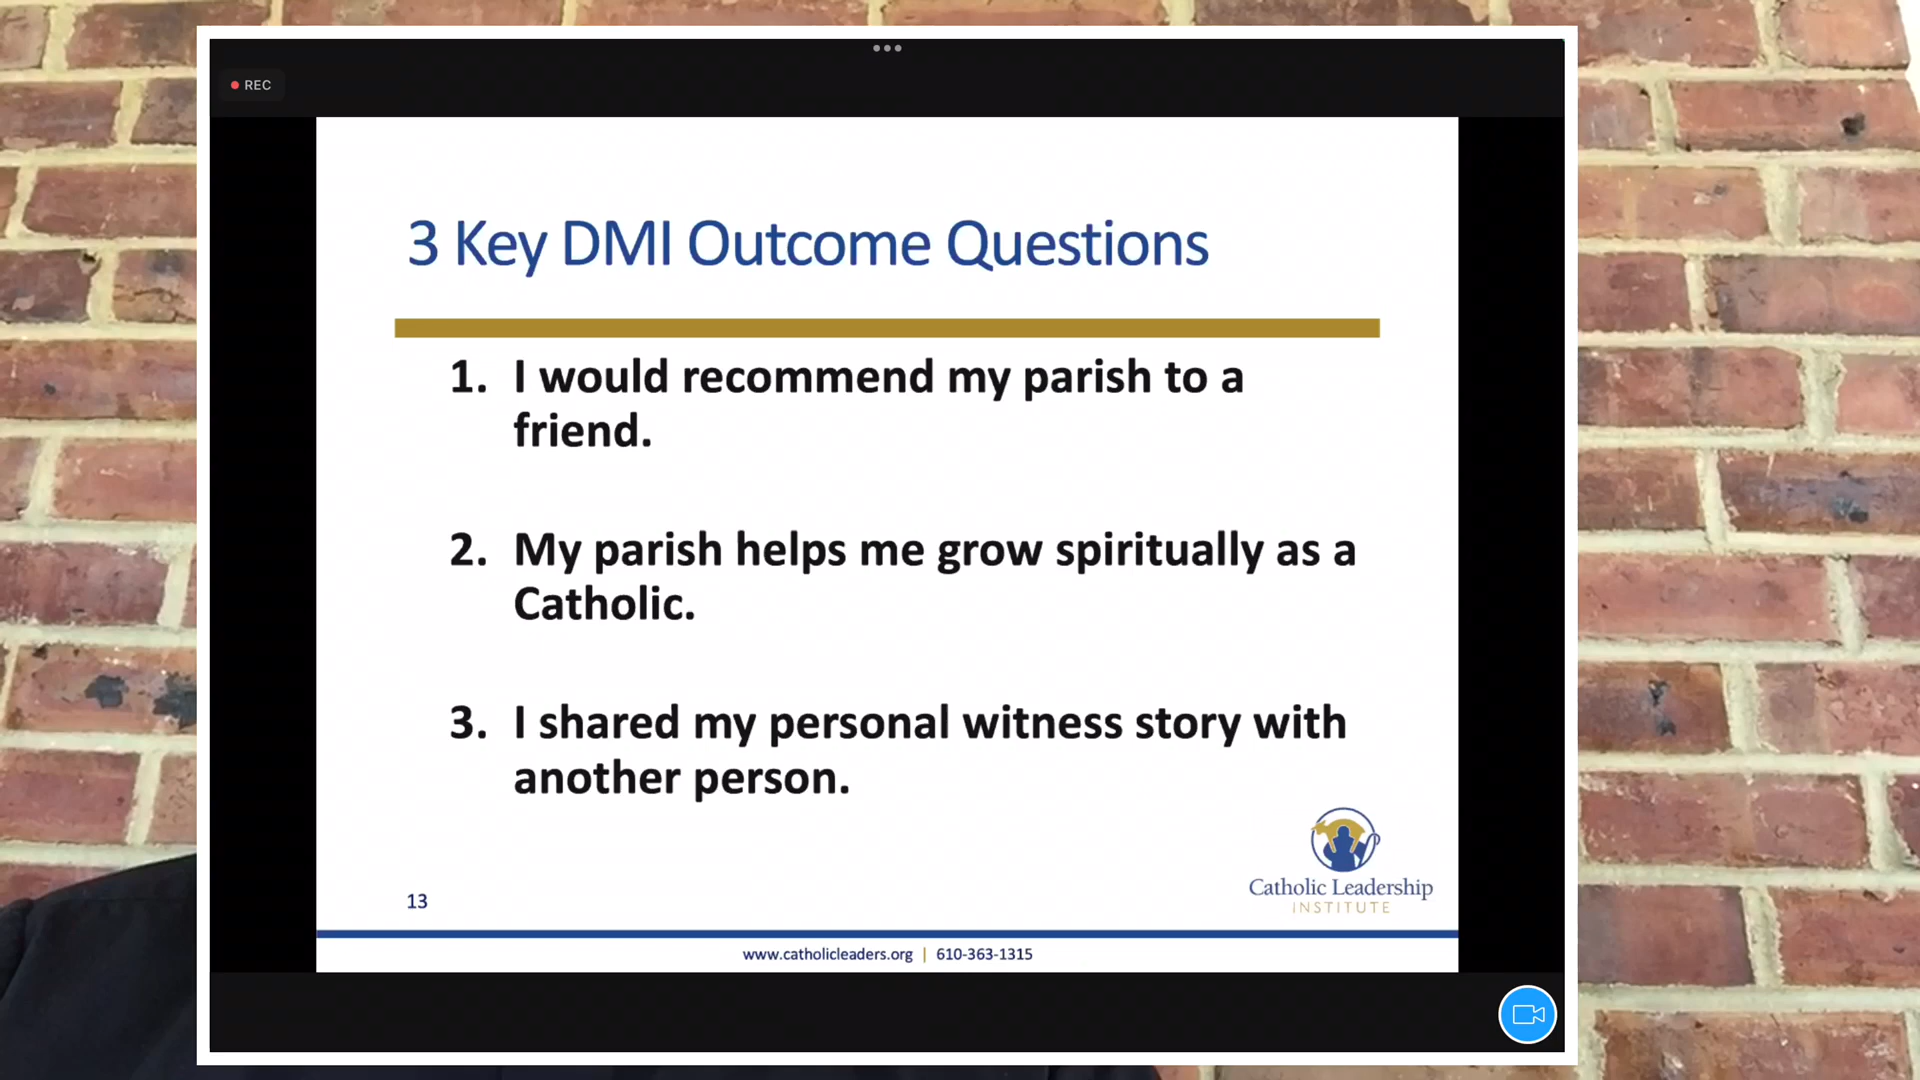 REC
3 Key DMI Outcome Questions
1. I would recommend my parish to a
friend.
2. My parish helps me grow spiritually as a
Catholic.
3. I shared my personal witness story with
another person.
Catholic Leadership
INSTITUTE
13
www.catholicleaders.org | 610-363-1315